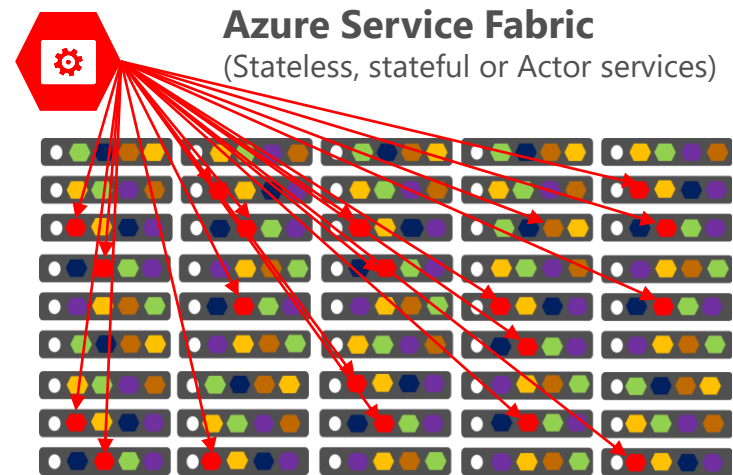 Azure Service Fabric
(Stateless, stateful or Actor services)